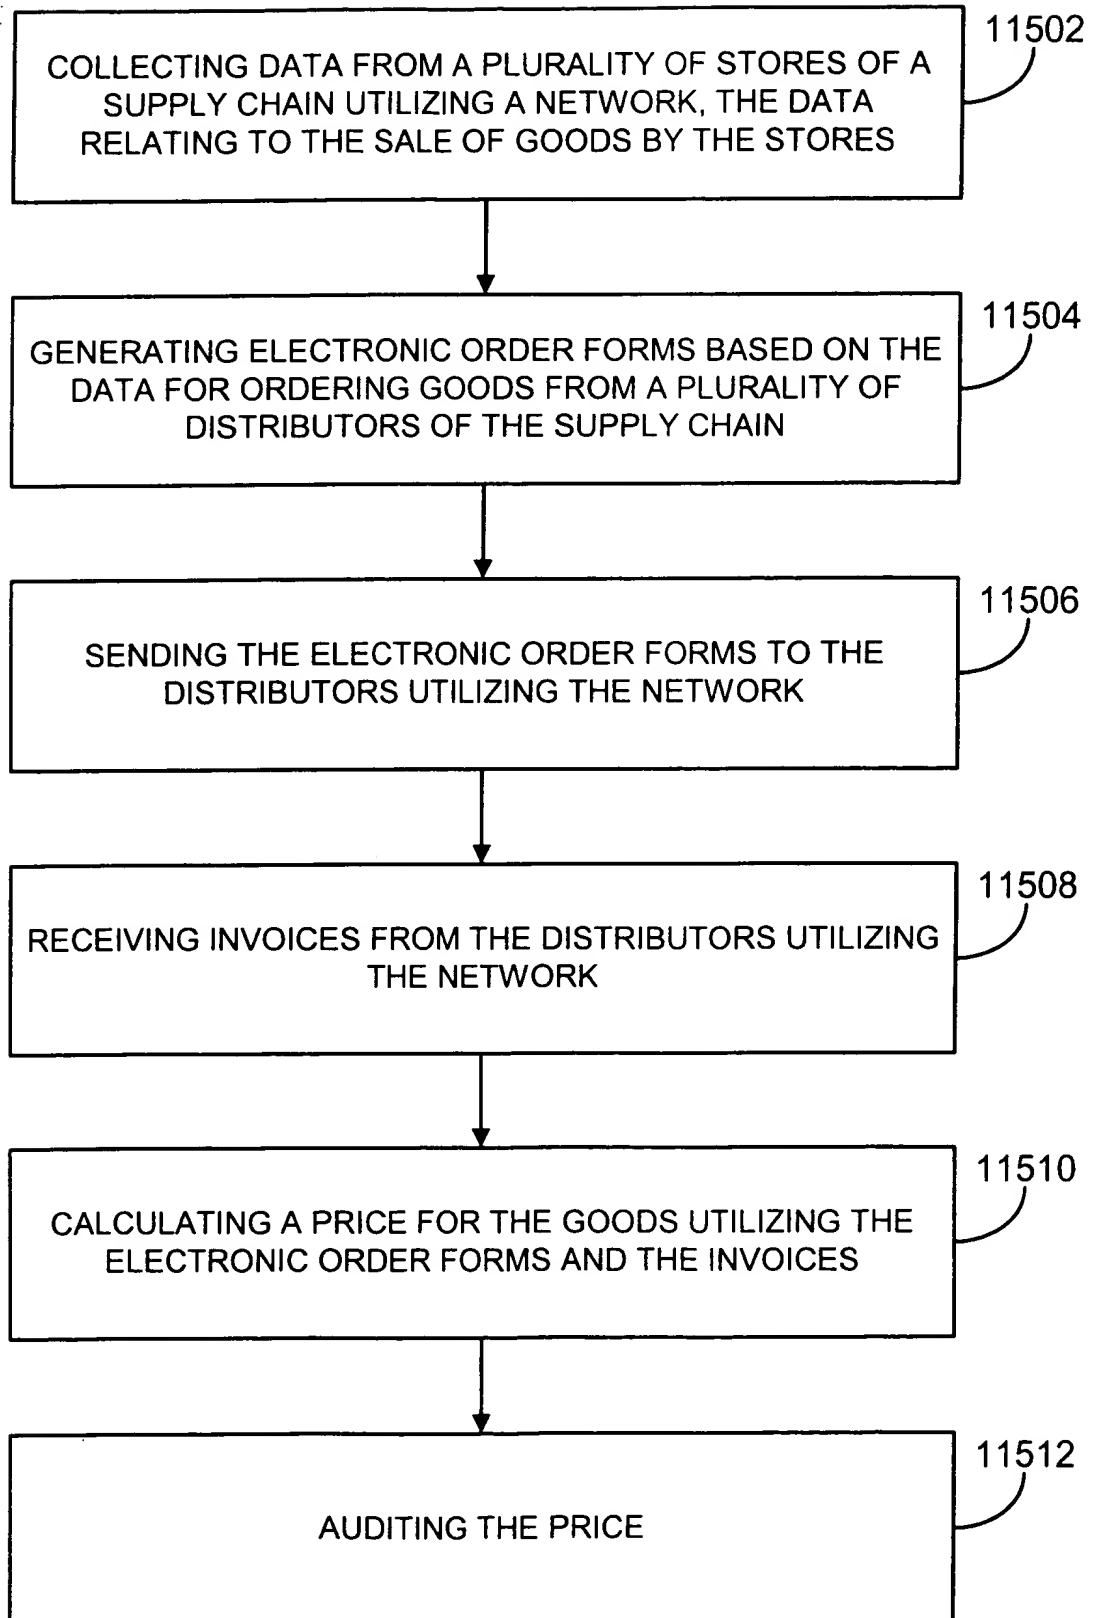 11502
COLLECTING DATA FROM A PLURALITY OF STORES OF A
SUPPLY CHAIN UTILIZING A NETWORK, THE DATA
RELATING TO THE SALE OF GOODS BY THE STORES
11504
GENERATING ELECTRONIC ORDER FORMS BASED ON THE
DATA FOR ORDERING GOODS FROM A PLURALITY OF
DISTRIBUTORS OF THE SUPPLY CHAIN
11506
SENDING THE ELECTRONIC ORDER FORMS TO THE
DISTRIBUTORS UTILIZING THE NETWORK
11508
RECEIVING INVOICES FROM THE DISTRIBUTORS UTILIZING
THE NETWORK
11510
CALCULATING A PRICE FOR THE GOODS UTILIZING THE
ELECTRONIC ORDER FORMS AND THE INVOICES
11512
AUDITING THE PRICE